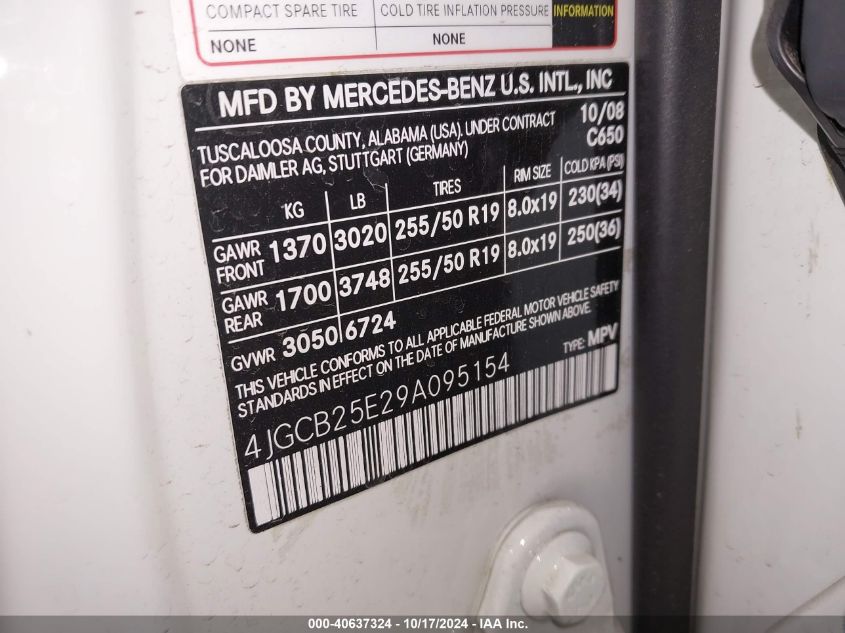 COMPACT SPARE TIRE COLD TIRE INFLATION PRESSURE INFORMATION
NONE NONE
MFD BY MERCEDES-BENZ U.S. INTL., INC
TUSCALOOSA COUNTY, ALABAMA (USA). UNDER CONTRACT 10/08
FOR DAIMLER AG, STUTTGART (GERMANY) C650
KG LB TIRES RIM SIZE COLD KPA (PSI)
GAWR FRONT 1370 3020 255/50 R19 8.0x19 230(34)
GAWR REAR 1700 3748 255/50 R19 8.0x19 250(36)
GVWR 3050 6724
THIS VEHICLE CONFORMS TO ALL APPLICABLE FEDERAL MOTOR VEHICLE SAFETY
STANDARDS IN EFFECT ON THE DATE OF MANUFACTURE SHOWN ABOVE.
TYPE: MPV
4JGCB25E29A095154
000-40637324 | 10/17/2024 | IAA Inc.